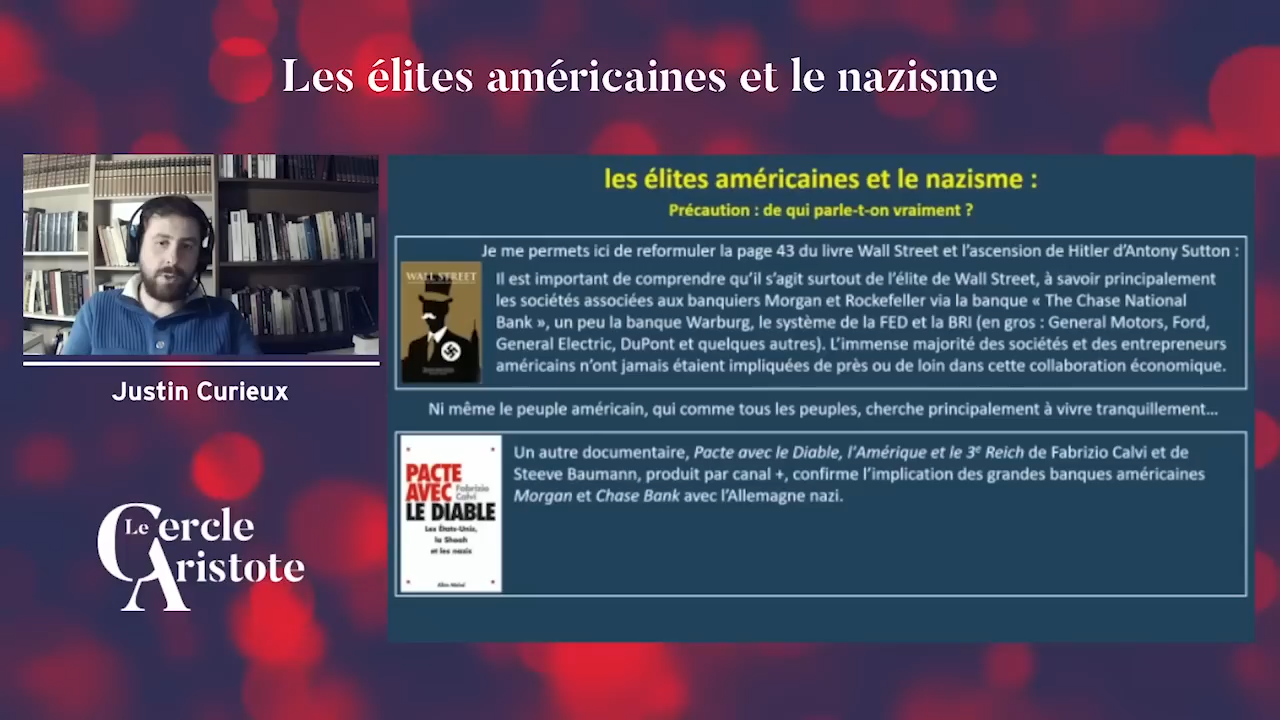 Les élites américaines et le nazisme
les élites américaines et le nazisme :
Précaution : de qui parle-t-on vraiment ?
Je me permets ici de reformuler la page 43 du livre Wall Street et l'ascension de Hitler d'Antony Sutton :
WALL STREET
Il est important de comprendre qu'il s'agit surtout de l'élite de Wall Street, à savoir principalement
les sociétés associées aux banquiers Morgan et Rockefeller via la banque « The Chase National
Bank », un peu la banque Warburg, le système de la FED et la BRI (en gros : General Motors, Ford,
General Electric, DuPont et quelques autres). L'immense majorité des sociétés et des entrepreneurs
américains n'ont jamais étaient impliquées de près ou de loin dans cette collaboration économique.
Ni même le peuple américain, qui comme tous les peuples, cherche principalement à vivre tranquillement...
PACTE
AVEC Fabrizio
Calvi
LE DIABLE
Les États-Unis,
la Shoah
et les nazis
Albin Michel
Un autre documentaire, Pacte avec le Diable, l'Amérique et le 3e Reich de Fabrizio Calvi et de
Steeve Baumann, produit par canal +, confirme l'implication des grandes banques américaines
Morgan et Chase Bank avec l'Allemagne nazi.
Justin Curieux
Le Cercle
Aristote